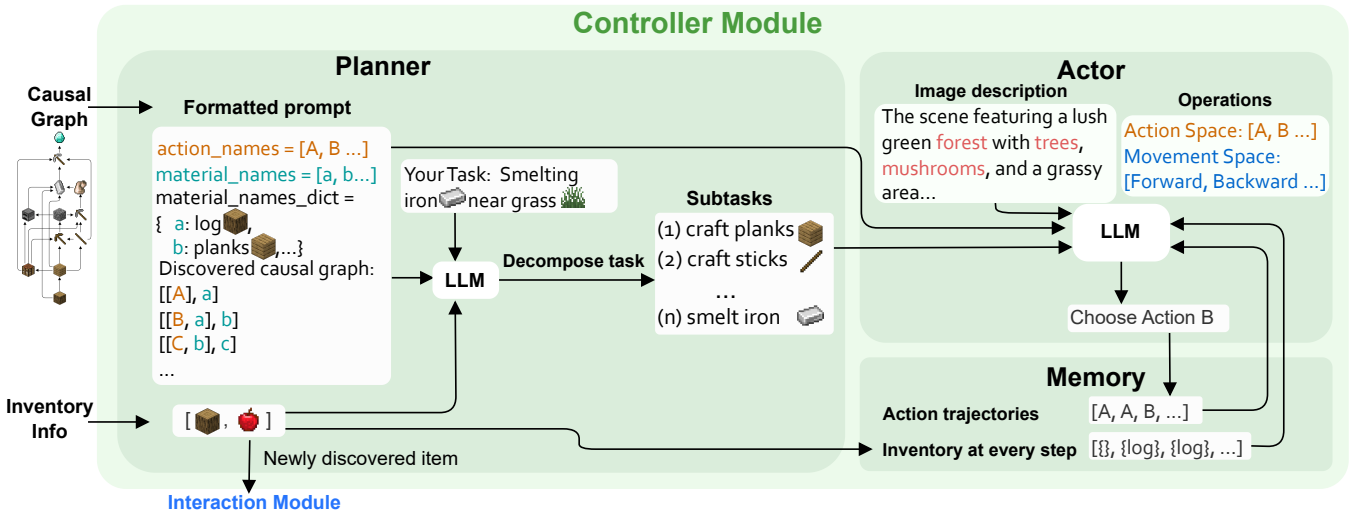 Controller Module
Causal
Graph
Inventory
Info
Planner
Formatted prompt
action_names = [A, B ...]
material_names = [a, b...]
material_names_dict =
{ a: log ,
b: planks ,...}
Discovered causal graph:
[[A], a]
[[B, a], b]
[[C, b], c]
...
[ , ]
Newly discovered item
Interaction Module
Your Task: Smelting
iron near grass
LLM
Decompose task
Subtasks
(1) craft planks
(2) craft sticks
...
(n) smelt iron
Actor
Image description
The scene featuring a lush
green forest with trees,
mushrooms, and a grassy
area...
Operations
Action Space: [A, B ...]
Movement Space:
[Forward, Backward ...]
LLM
Choose Action B
Memory
Action trajectories
[A, A, B, ...]
Inventory at every step
[{}, {log}, {log}, ...]